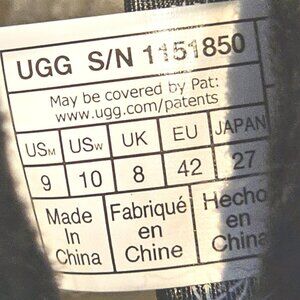 UGG S/N 1151850
May be covered by Pat:
www.ugg.com/patents
USM USW UK EU JAPAN
9 10 8 42 27
Made Fabriqué Hecho
In en en
China Chine China